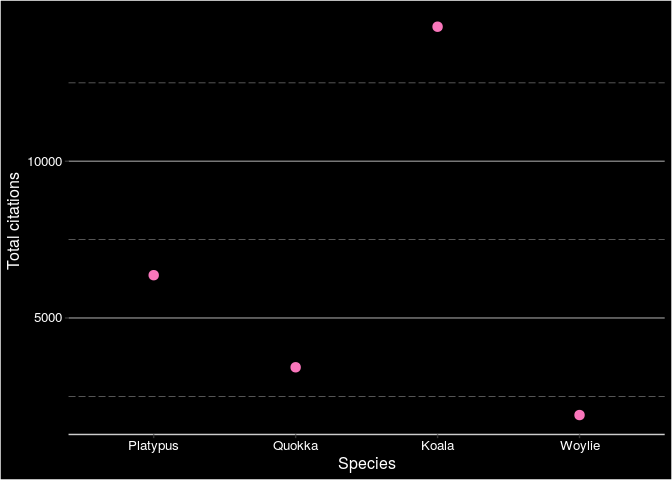 Total citations
10000
5000
Platypus Quokka Koala Woylie
Species